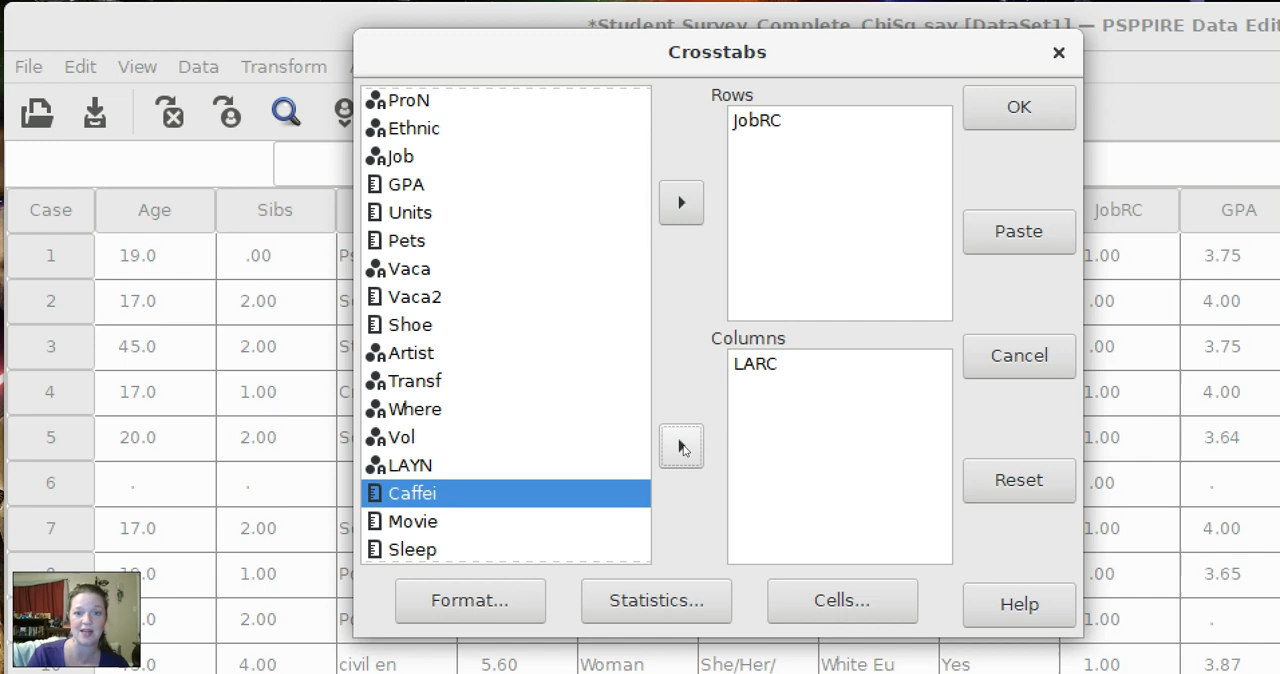 *Student_Survey_Complete_ChiSq.sav [DataSet1] — PSPPIRE Data Edi
File Edit View Data Transform
Crosstabs
ProN
Ethnic
Job
GPA
Units
Pets
Vaca
Vaca2
Shoe
Artist
Transf
Where
Vol
LAYN
Caffei
Movie
Sleep
Rows
JobRC
Columns
LARC
OK
Paste
Cancel
Reset
Help
Format... Statistics... Cells...
Case Age Sibs JobRC GPA
1 19.0 .00 1.00 3.75
2 17.0 2.00 .00 4.00
3 45.0 2.00 .00 3.75
4 17.0 1.00 .00 4.00
5 20.0 2.00 1.00 3.64
6 . . .00 .
7 17.0 2.00 1.00 4.00
1.00 .00 3.65
2.00 1.00 .
4.00 civil en 5.60 Woman She/Her/ White Eu Yes 1.00 3.87